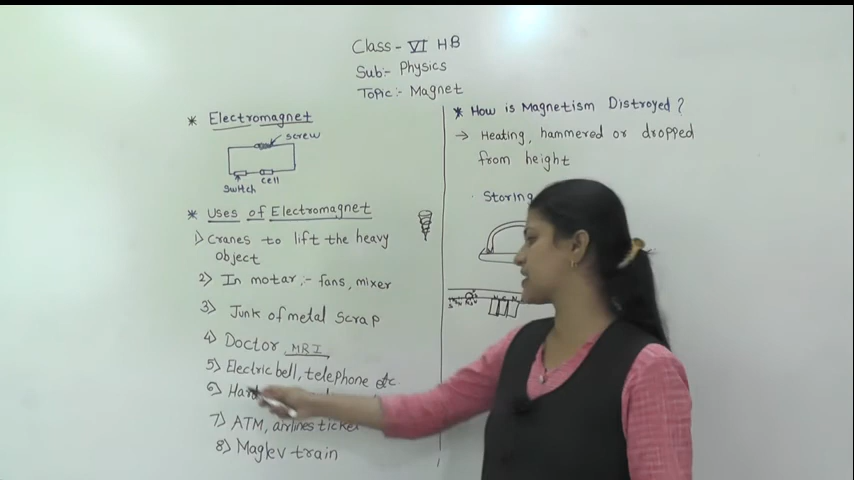 Class - VI HB
Sub:- Physics
Topic:- Magnet
* Electromagnet
screw
cell
switch
* Uses of Electromagnet
1) Cranes to lift the heavy
object
2) In motar :- fans, mixer
3) Junk of metal scrap
4) Doctor MRI
5) Electric bell, telephone etc.
6)
7) ATM, airlines ticket
8) Maglev train
* How is Magnetism Distroyed ?
→ Heating, hammered or dropped
from height
Storing